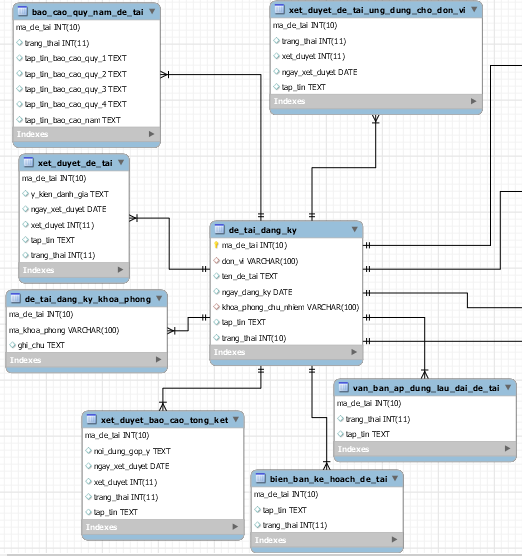 bao_cao_quy_nam_de_tai
ma_de_tai INT(10)
trang_thai INT(11)
tap_tin_bao_cao_quy_1 TEXT
tap_tin_bao_cao_quy_2 TEXT
tap_tin_bao_cao_quy_3 TEXT
tap_tin_bao_cao_quy_4 TEXT
tap_tin_bao_cao_nam TEXT
Indexes
xet_duyet_de_tai_ung_dung_cho_don_vi
ma_de_tai INT(10)
trang_thai INT(11)
xet_duyet INT(11)
ngay_xet_duyet DATE
tap_tin TEXT
Indexes
xet_duyet_de_tai
ma_de_tai INT(10)
y_kien_danh_gia TEXT
ngay_xet_duyet DATE
xet_duyet INT(11)
tap_tin TEXT
trang_thai INT(11)
Indexes
de_tai_dang_ky
ma_de_tai INT(10)
don_vi VARCHAR(100)
ten_de_tai TEXT
ngay_dang_ky DATE
khoa_phong_chu_nhiem VARCHAR(100)
tap_tin TEXT
trang_thai INT(10)
Indexes
de_tai_dang_ky_khoa_phong
ma_de_tai INT(10)
ma_khoa_phong VARCHAR(100)
ghi_chu TEXT
Indexes
van_ban_ap_dung_lau_dai_de_tai
ma_de_tai INT(10)
trang_thai INT(11)
tap_tin TEXT
Indexes
xet_duyet_bao_cao_tong_ket
ma_de_tai INT(10)
noi_dung_gop_y TEXT
ngay_xet_duyet DATE
xet_duyet INT(11)
trang_thai INT(11)
tap_tin TEXT
Indexes
bien_ban_ke_hoach_de_tai
ma_de_tai INT(10)
tap_tin TEXT
trang_thai INT(11)
Indexes